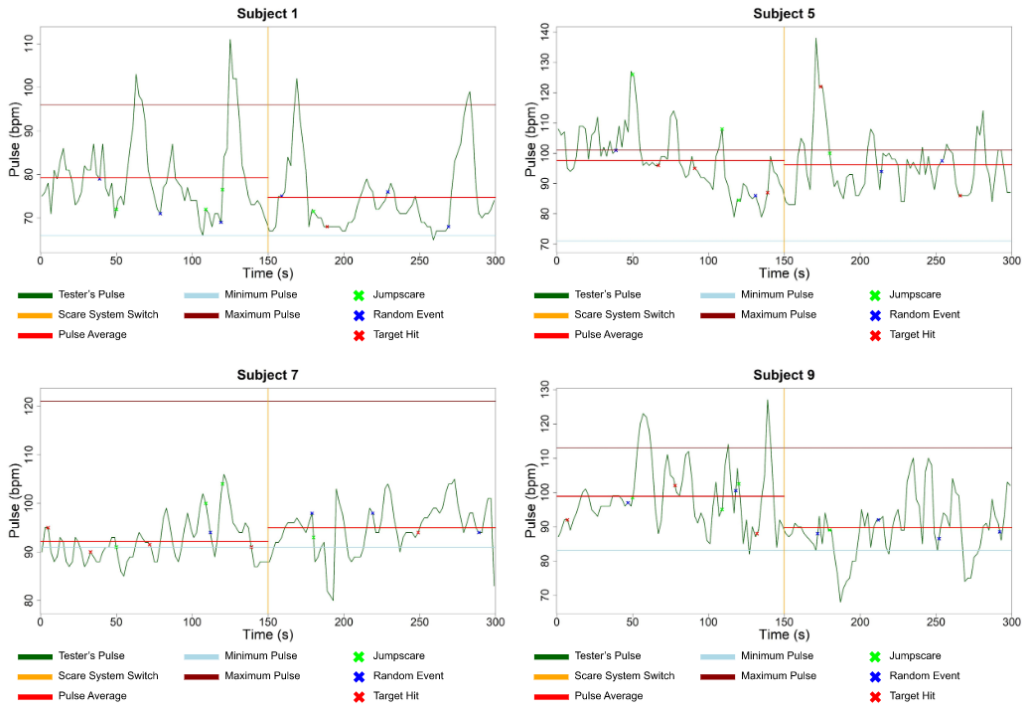 Subject 1
110
100
90
80
70
Pulse (bpm)
0 50 100 150 200 250 300
Time (s)
Tester's Pulse Minimum Pulse Jumpscare
Scare System Switch Maximum Pulse Random Event
Pulse Average Target Hit
Subject 5
140
130
120
110
100
90
80
70
Pulse (bpm)
0 50 100 150 200 250 300
Time (s)
Tester's Pulse Minimum Pulse Jumpscare
Scare System Switch Maximum Pulse Random Event
Pulse Average Target Hit
Subject 7
120
110
100
90
80
Pulse (bpm)
0 50 100 150 200 250 300
Time (s)
Tester's Pulse Minimum Pulse Jumpscare
Scare System Switch Maximum Pulse Random Event
Pulse Average Target Hit
Subject 9
130
120
110
100
90
80
70
Pulse (bpm)
0 50 100 150 200 250 300
Time (s)
Tester's Pulse Minimum Pulse Jumpscare
Scare System Switch Maximum Pulse Random Event
Pulse Average Target Hit